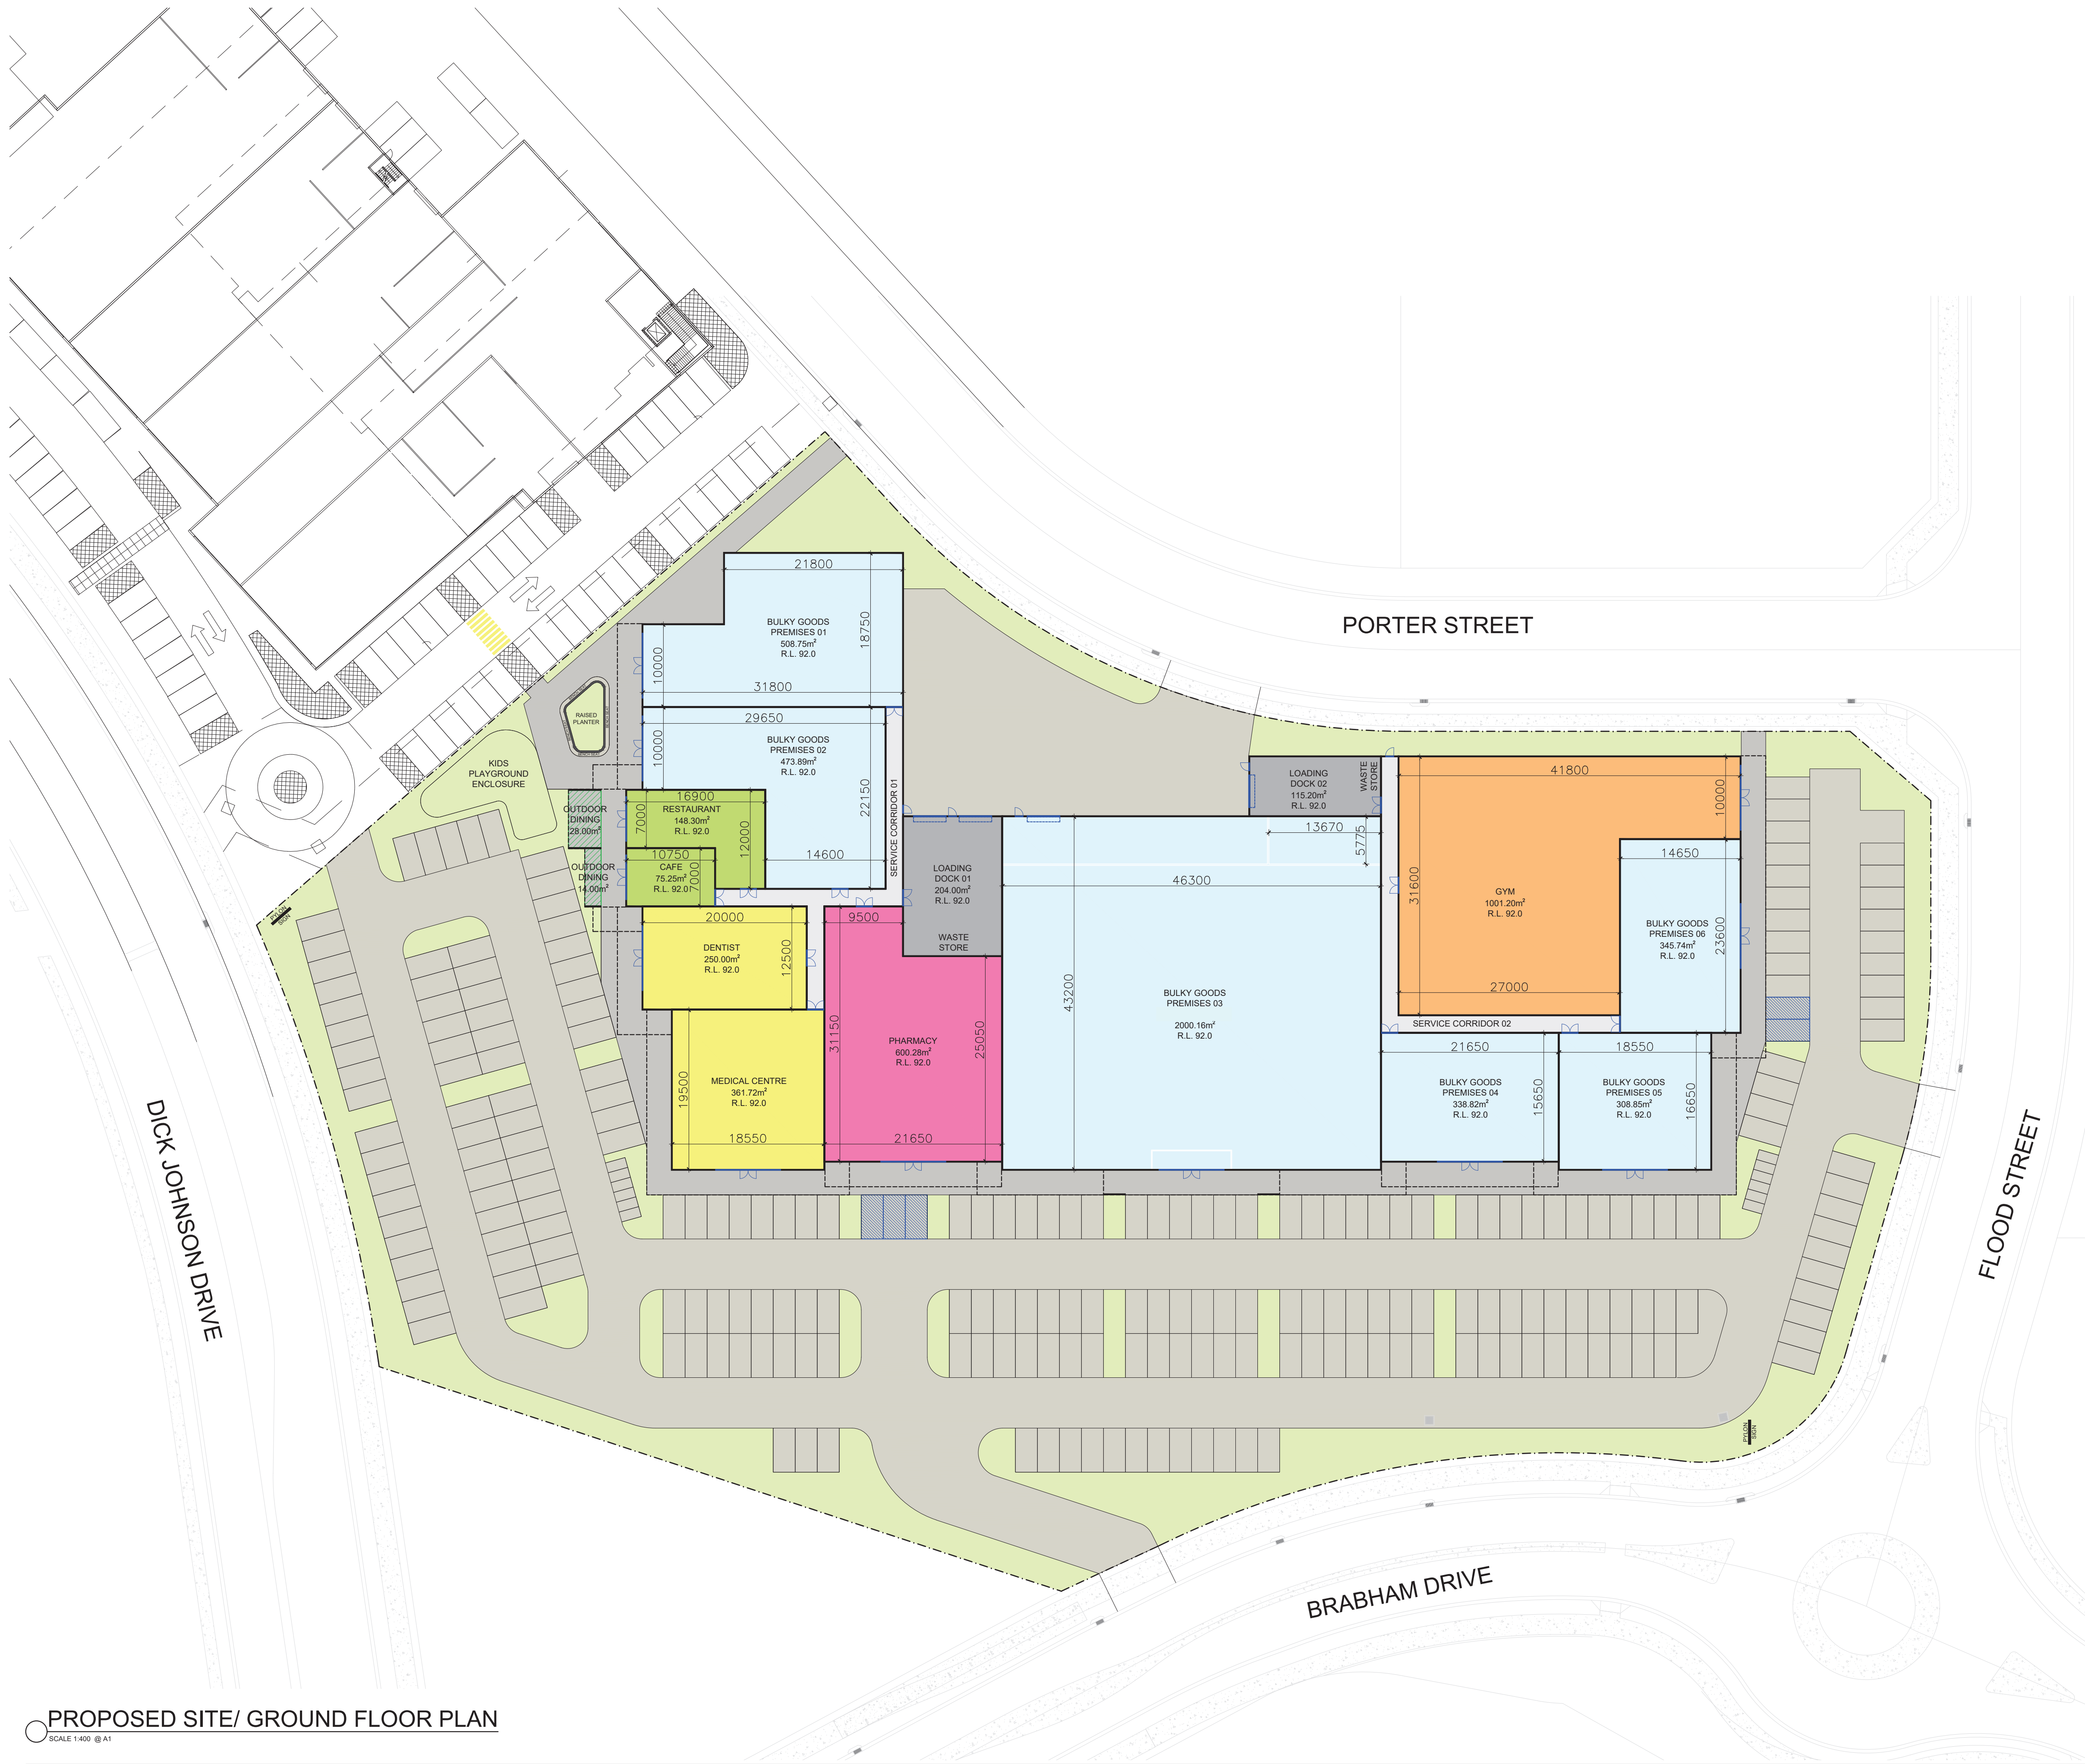 PORTER STREET
21800
BULKY GOODS
PREMISES 01
508.75m²
R.L. 92.0
18750
10000
31800
29650
BULKY GOODS
PREMISES 02
473.89m²
R.L. 92.0
10000
22150
14600
SERVICE CORRIDOR 01
RAISED
PLANTER
KIDS
PLAYGROUND
ENCLOSURE
OUTDOOR
DINING
28.00m²
16900
RESTAURANT
148.30m²
R.L. 92.0
7000
12000
OUTDOOR
DINING
14.00m²
10750
CAFE
75.25m²
R.L. 92.0
7000
LOADING
DOCK 01
204.00m²
R.L. 92.0
WASTE
STORE
LOADING
DOCK 02
115.20m²
R.L. 92.0
WASTE
STORE
13670
5775
46300
43200
BULKY GOODS
PREMISES 03
2000.16m²
R.L. 92.0
41800
10000
31600
GYM
1001.20m²
R.L. 92.0
27000
14650
BULKY GOODS
PREMISES 06
345.74m²
R.L. 92.0
23600
SERVICE CORRIDOR 02
20000
DENTIST
250.00m²
R.L. 92.0
12500
9500
31150
PHARMACY
600.28m²
R.L. 92.0
25050
21650
19500
MEDICAL CENTRE
361.72m²
R.L. 92.0
18550
21650
BULKY GOODS
PREMISES 04
338.82m²
R.L. 92.0
15650
18550
BULKY GOODS
PREMISES 05
308.85m²
R.L. 92.0
16650
PYLON
SIGN
DICK JOHNSON DRIVE
FLOOD STREET
PYLON
SIGN
BRABHAM DRIVE
PROPOSED SITE/ GROUND FLOOR PLAN
SCALE 1:400 @ A1